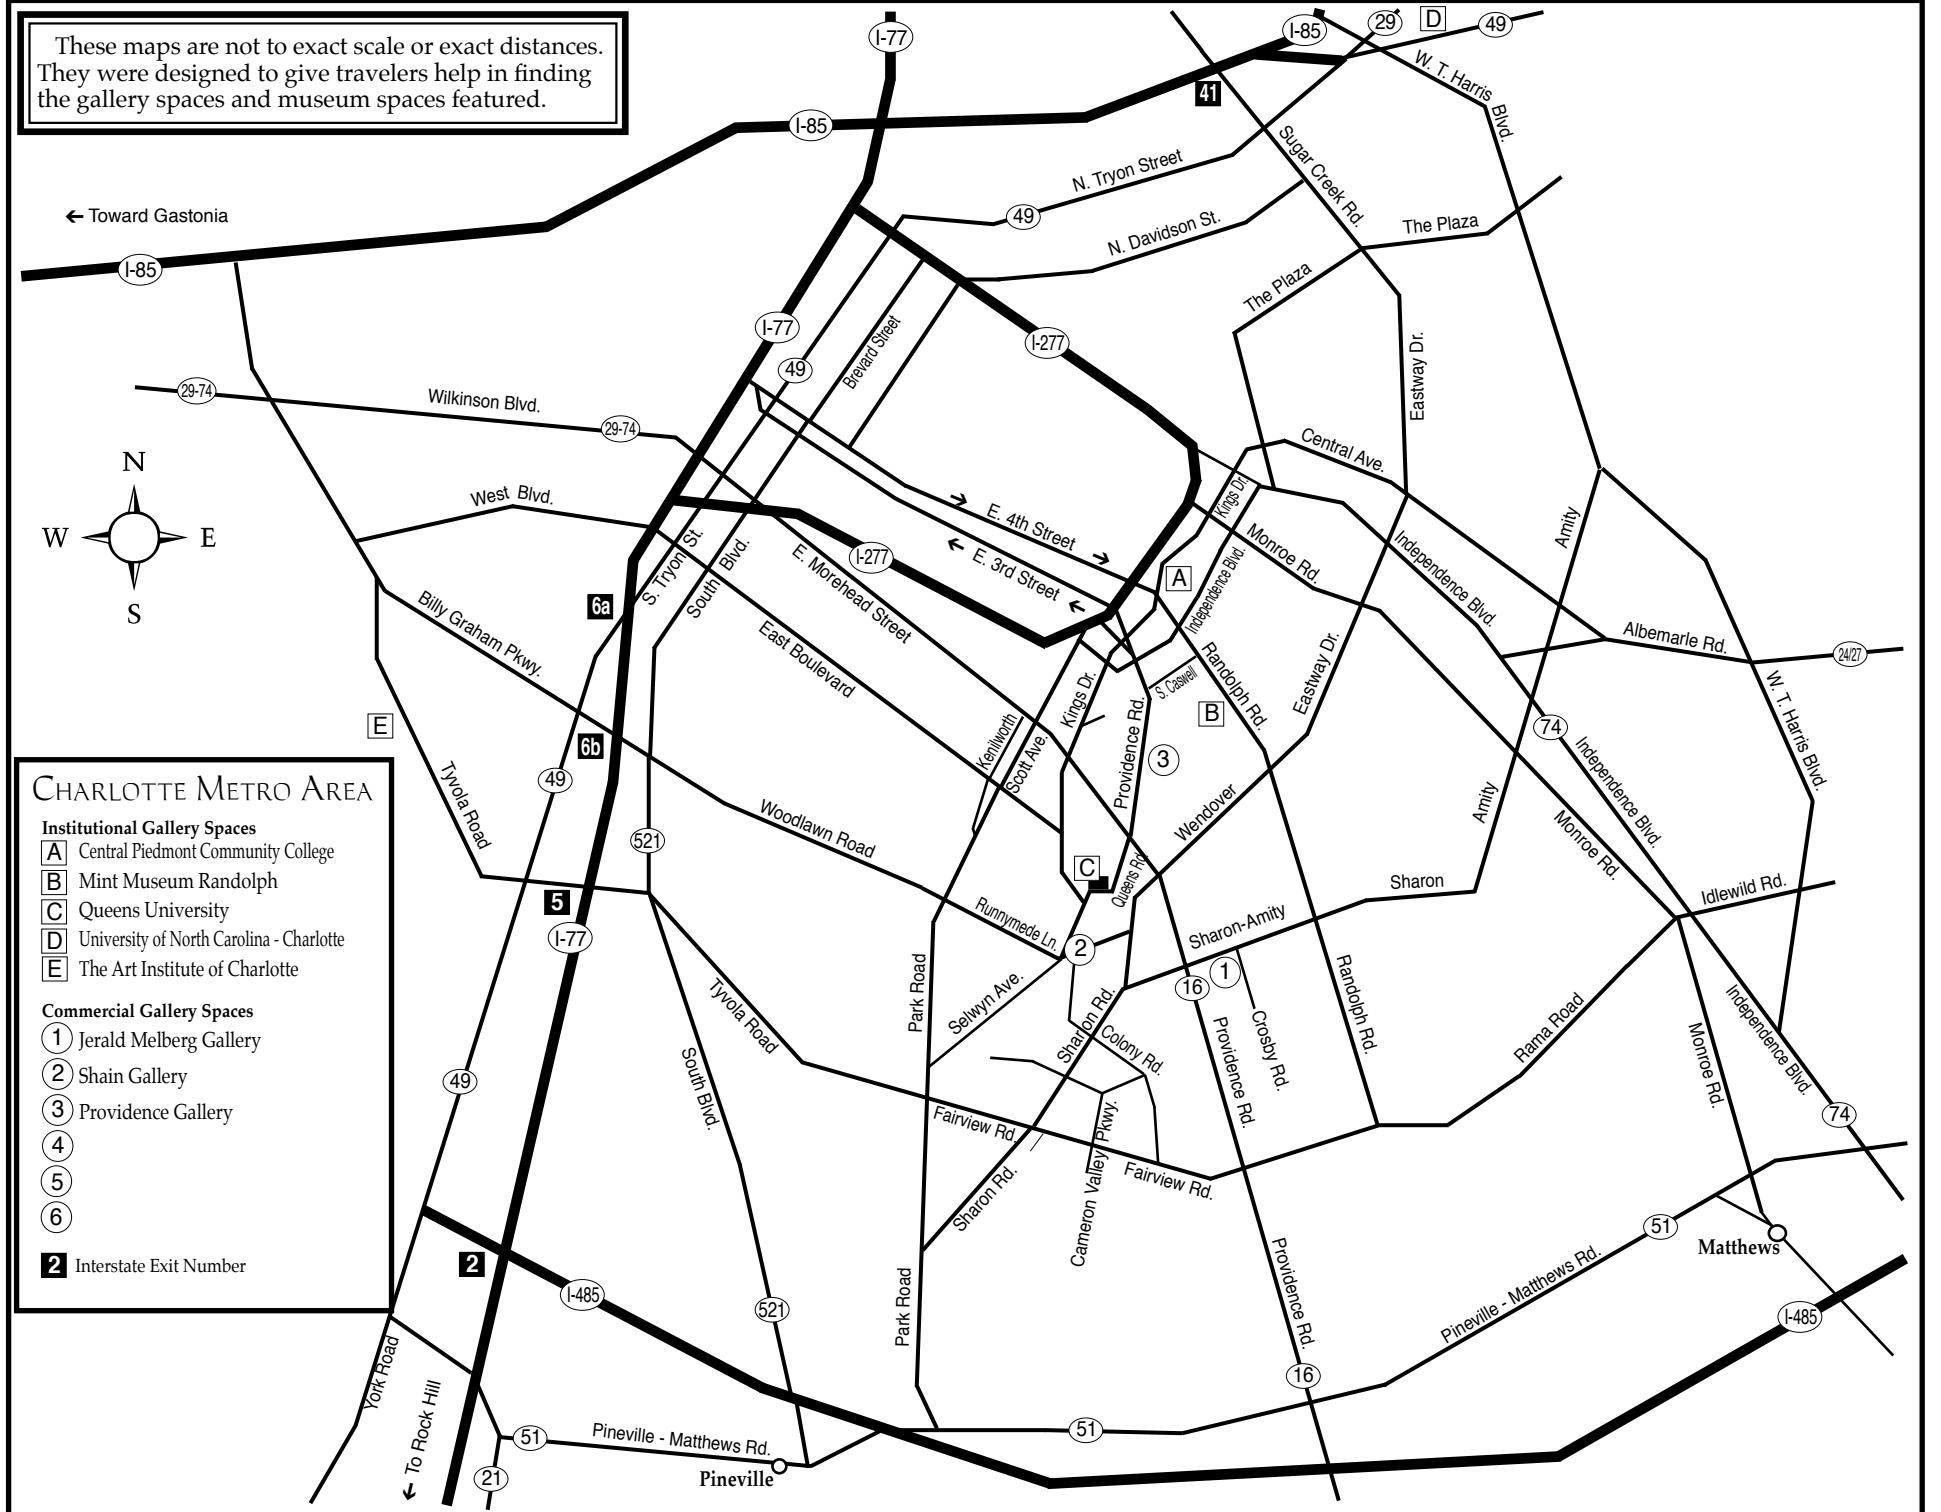 These maps are not to exact scale or exact distances.
They were designed to give travelers help in finding
the gallery spaces and museum spaces featured.
I-77
I-85
29
D
49
W. T. Harris
Blvd.
41
I-85
Sugar Creek Rd.
N. Tryon Street
49
N. Davidson St.
The Plaza
The Plaza
← Toward Gastonia
I-85
I-77
I-277
49
Brevard Street
Eastway Dr.
29-74
Wilkinson Blvd.
29-74
Central Ave.
N
W
E
S
West Blvd.
Kings Dr.
E. 4th Street
E. 3rd Street
Monroe Rd.
Independence Blvd.
Amity
S. Tryon St.
South Blvd.
I-277
E. Morehead Street
A
Independence Blvd.
6a
Billy Graham Pkwy.
East Boulevard
Albemarle Rd.
24/27
Randolph Rd.
Eastway Dr.
S. Caswell
W. T. Harris Blvd.
E
B
Kings Dr.
Kenilworth
Scott Ave.
Providence Rd.
3
74
6b
Independence Blvd.
49
Tyvola Road
Woodlawn Road
Wendover
Amity
Monroe Rd.
521
C
Queens Rd.
Sharon
Idlewild Rd.
5
I-77
Runnymede Ln.
2
Sharon-Amity
1
16
Park Road
Selwyn Ave.
Tyvola Road
Sharon Rd.
Colony Rd.
Providence Rd.
Crosby Rd.
Randolph Rd.
Rama Road
Monroe Rd.
Independence Blvd.
74
49
South Blvd.
Fairview Rd.
Fairview Rd.
Cameron Valley Pkwy.
Sharon Rd.
CHARLOTTE METRO AREA
Institutional Gallery Spaces
A Central Piedmont Community College
B Mint Museum Randolph
C Queens University
D University of North Carolina - Charlotte
E The Art Institute of Charlotte
Commercial Gallery Spaces
1 Jerald Melberg Gallery
2 Shain Gallery
3 Providence Gallery
4
5
6
2 Interstate Exit Number
2
I-485
521
Park Road
Providence Rd.
16
Pineville - Matthews Rd.
51
Matthews
I-485
York Road
← To Rock Hill
51
Pineville - Matthews Rd.
51
21
Pineville